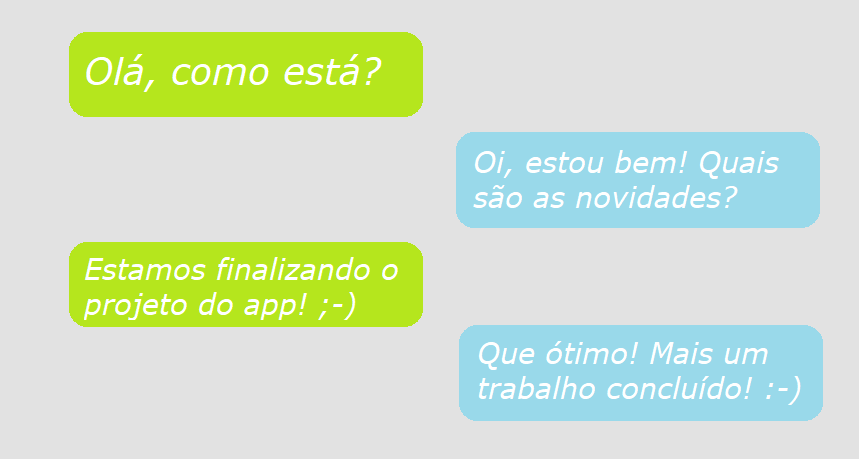 Olá, como está?
Oi, estou bem! Quais
são as novidades?
Estamos finalizando o
projeto do app! ;-)
Que ótimo! Mais um
trabalho concluído! :-)